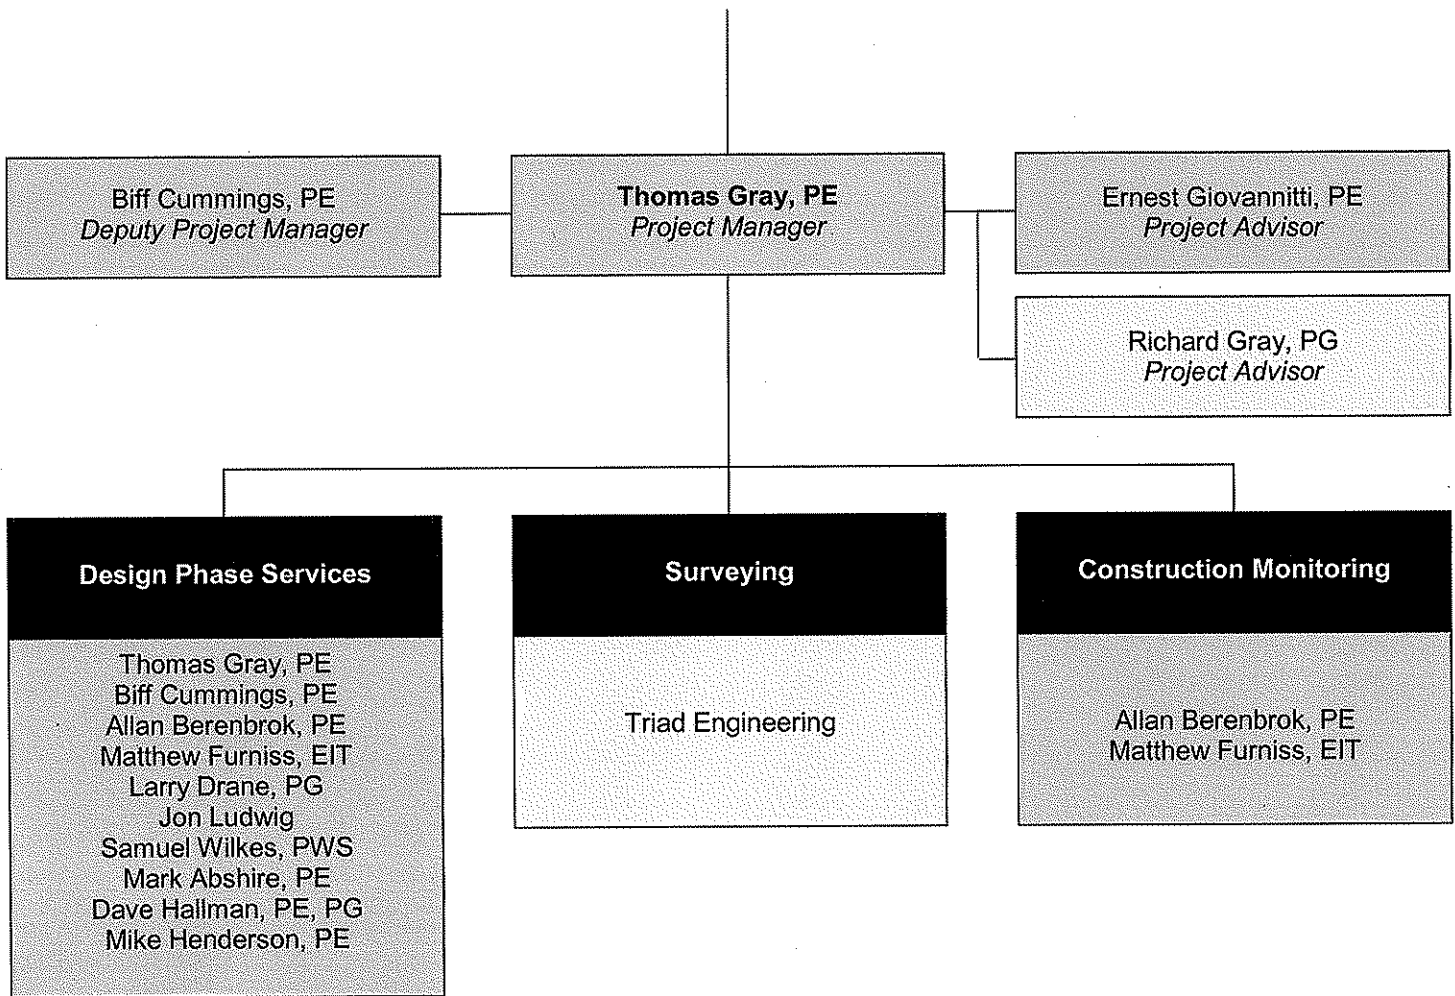 Biff Cummings, PE
Deputy Project Manager
Thomas Gray, PE
Project Manager
Ernest Giovannitti, PE
Project Advisor
Richard Gray, PG
Project Advisor
Design Phase Services
Thomas Gray, PE
Biff Cummings, PE
Allan Berenbrok, PE
Matthew Furniss, EIT
Larry Drane, PG
Jon Ludwig
Samuel Wilkes, PWS
Mark Abshire, PE
Dave Hallman, PE, PG
Mike Henderson, PE
Surveying
Triad Engineering
Construction Monitoring
Allan Berenbrok, PE
Matthew Furniss, EIT